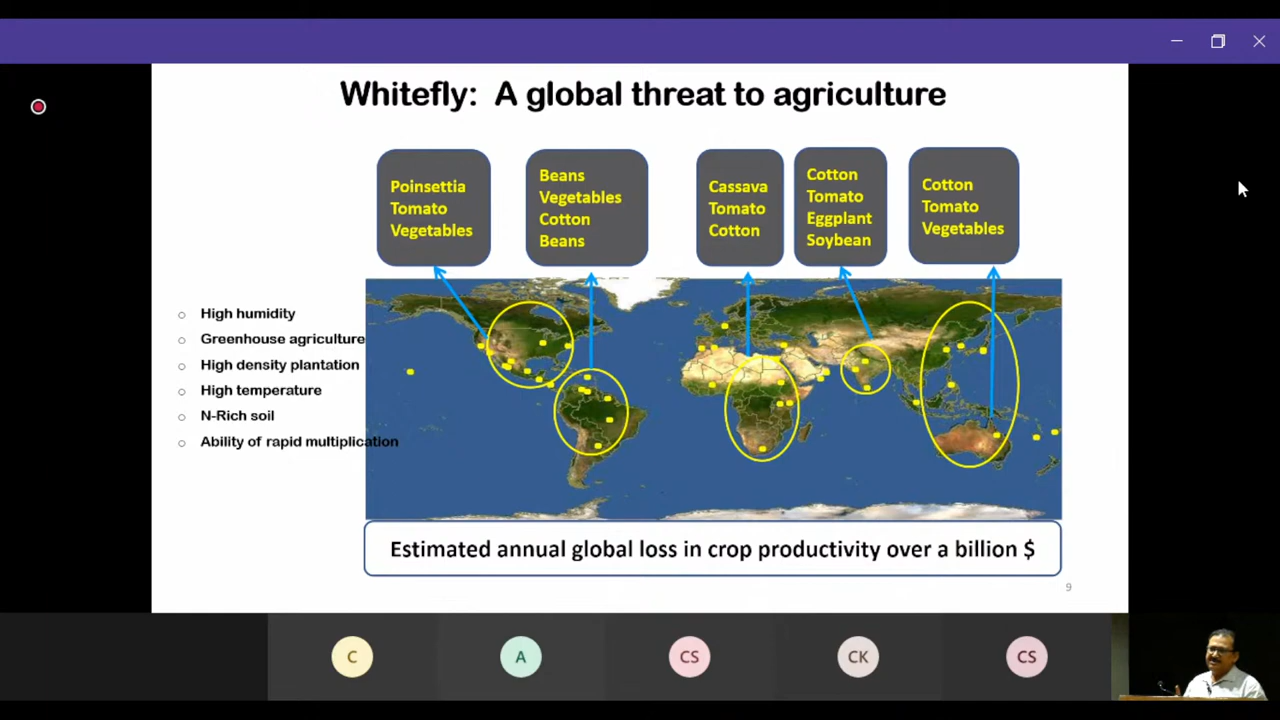 Whitefly: A global threat to agriculture
Poinsettia
Tomato
Vegetables
Beans
Vegetables
Cotton
Beans
Cassava
Tomato
Cotton
Cotton
Tomato
Eggplant
Soybean
Cotton
Tomato
Vegetables
High humidity
Greenhouse agriculture
High density plantation
High temperature
N-Rich soil
Ability of rapid multiplication
Estimated annual global loss in crop productivity over a billion $
9
C
A
CS
CK
CS